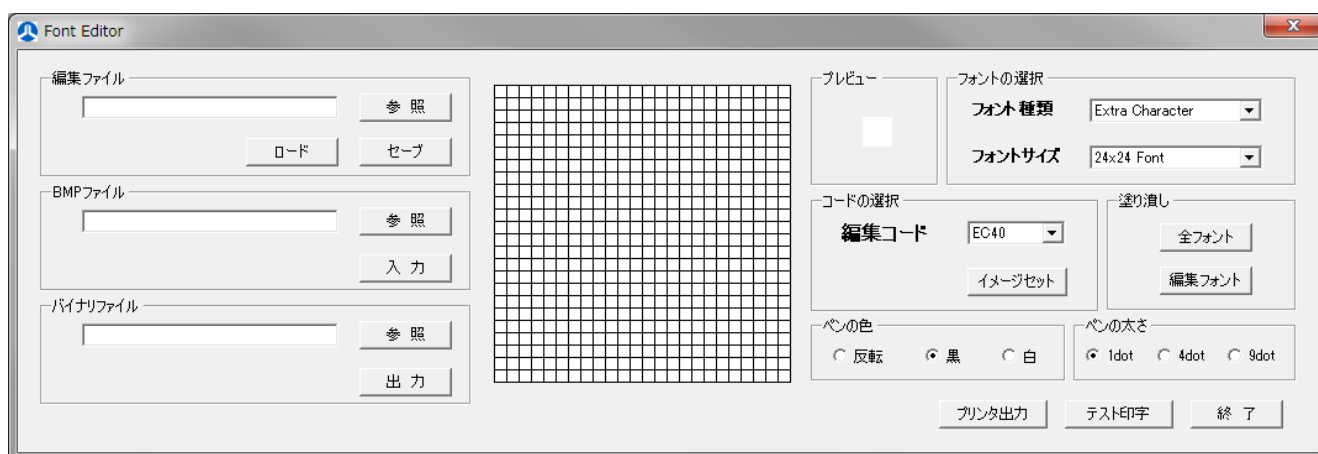 Font Editor
編集ファイル
参 照
ロード
セーブ
BMPファイル
参 照
入 力
バイナリファイル
参 照
出 力
プレビュー
フォントの選択
フォント種類
Extra Character
フォントサイズ
24x24 Font
コードの選択
編集コード
EC40
イメージセット
塗り潰し
全フォント
編集フォント
ペンの色
反転
黒
白
ペンの太さ
1dot
4dot
9dot
プリンタ出力
テスト印字
終 了